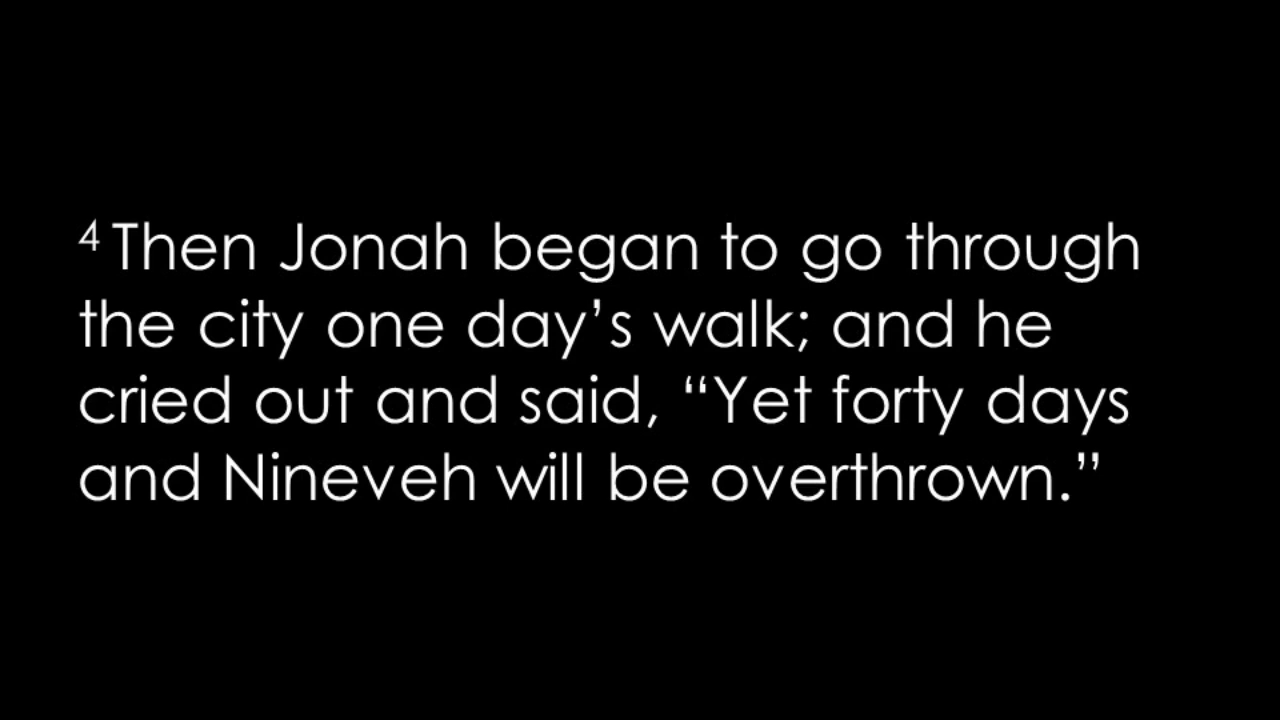 4 Then Jonah began to go through
the city one day’s walk; and he
cried out and said, “Yet forty days
and Nineveh will be overthrown.”